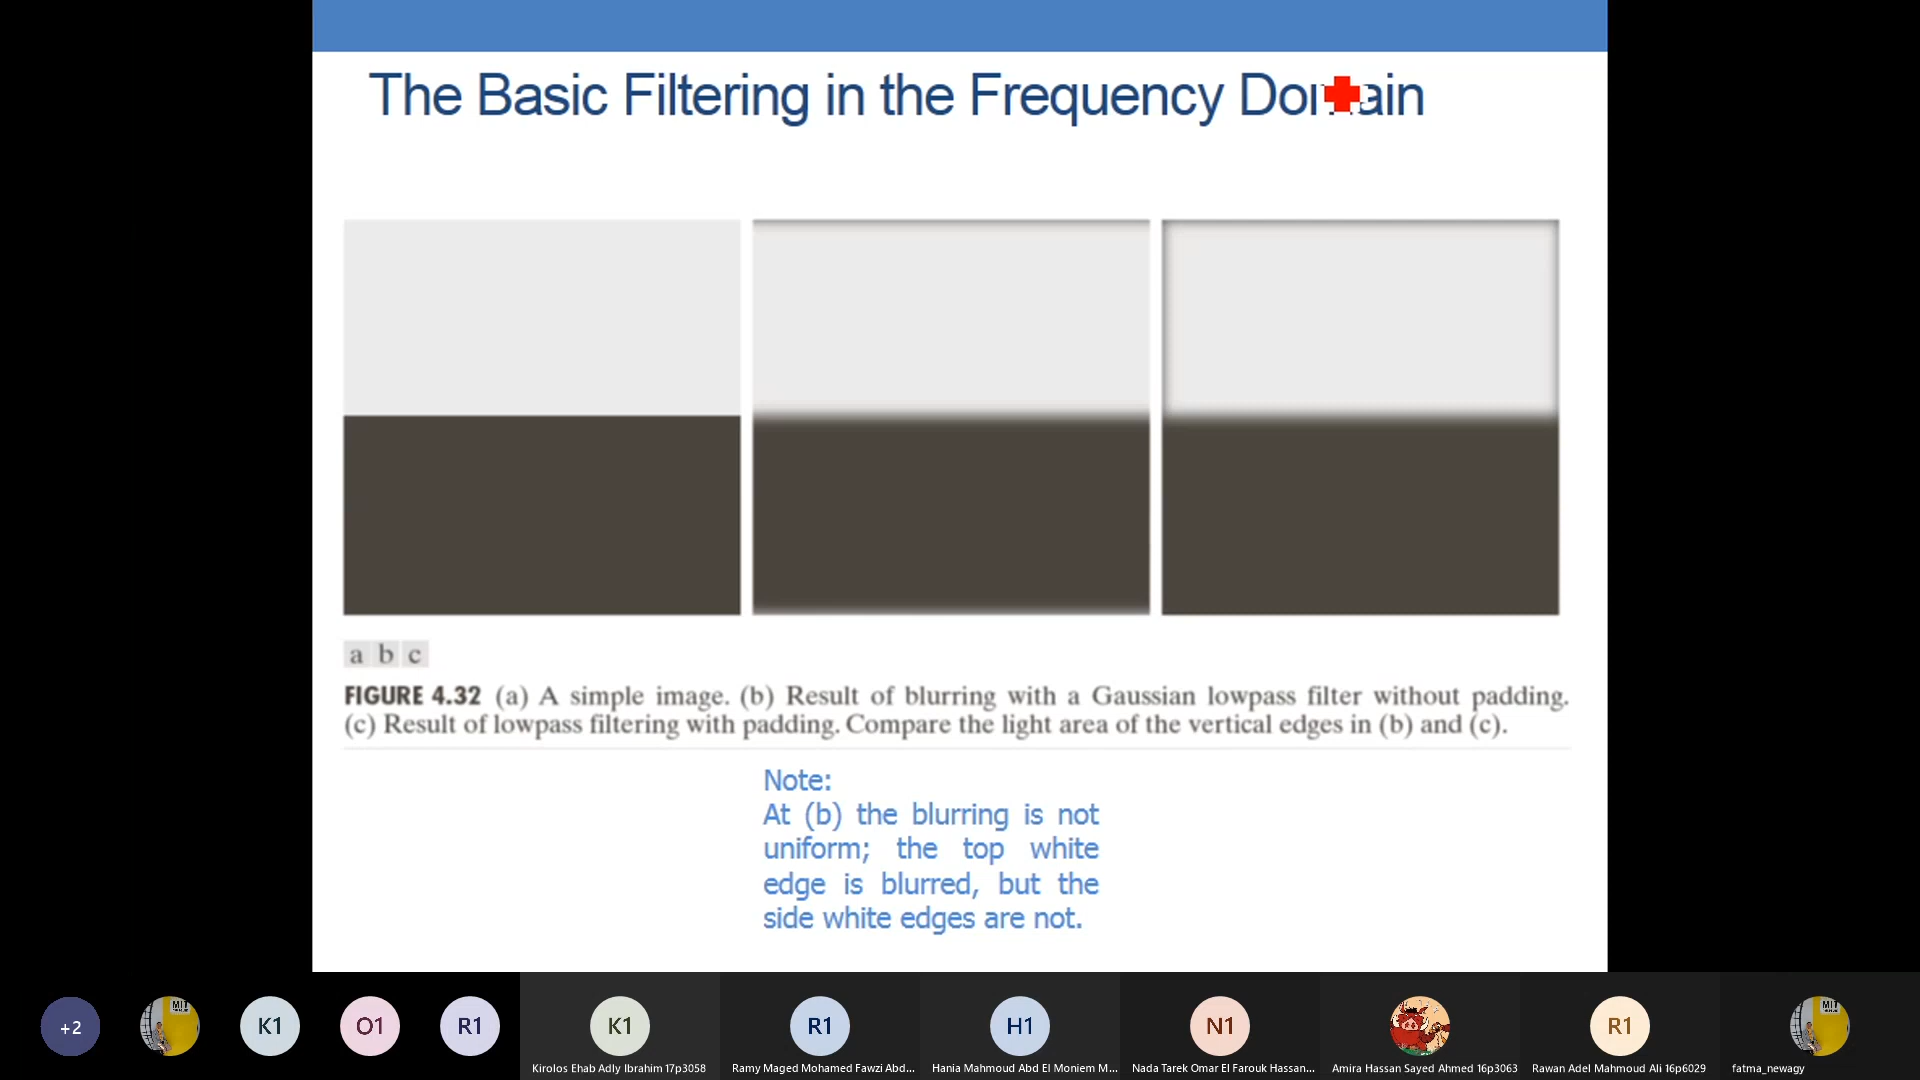 The Basic Filtering in the Frequency Domain
a b c
FIGURE 4.32 (a) A simple image. (b) Result of blurring with a Gaussian lowpass filter without padding.
(c) Result of lowpass filtering with padding. Compare the light area of the vertical edges in (b) and (c).
Note:
At (b) the blurring is not
uniform; the top white
edge is blurred, but the
side white edges are not.
+2
MIT
K1
O1
R1
K1
R1
H1
N1
R1
MIT
Kirolos Ehab Adly Ibrahim 17p3058
Ramy Maged Mohamed Fawzi Abd...
Hania Mahmoud Abd El Moniem M...
Nada Tarek Omar El Farouk Hassan...
Amira Hassan Sayed Ahmed 16p3063
Rawan Adel Mahmoud Ali 16p6029
fatma_newagy